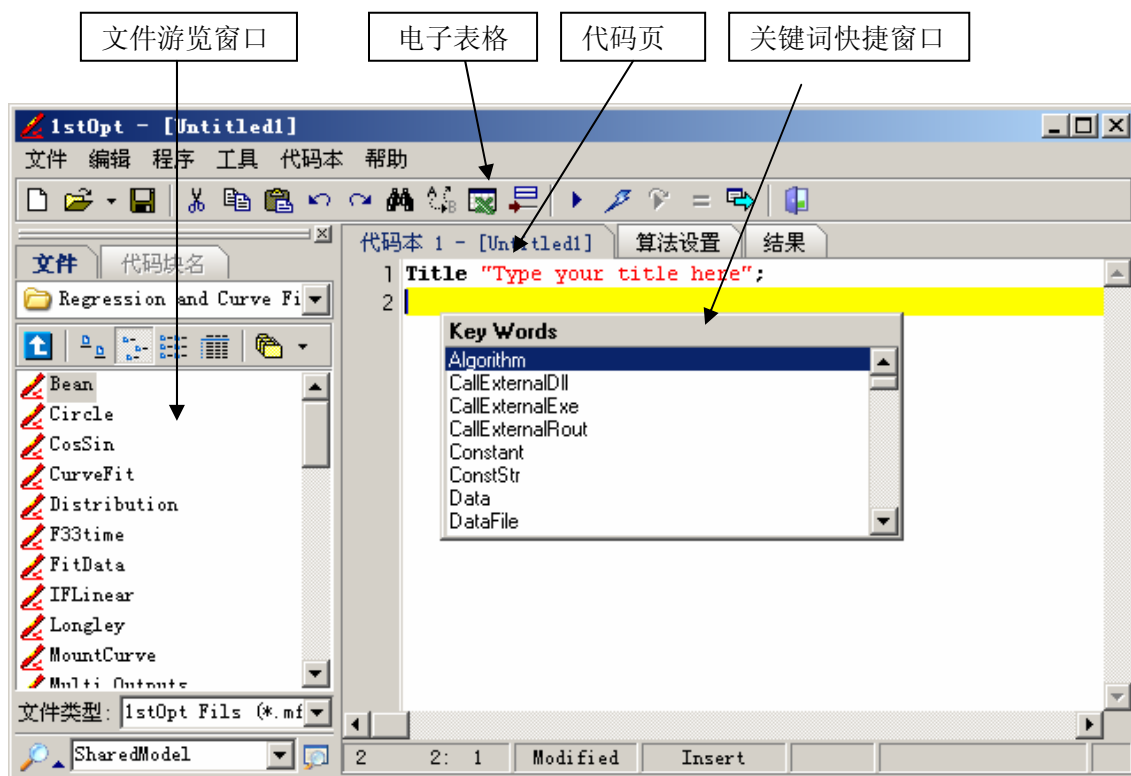 文件游览窗口
电子表格
代码页
关键词快捷窗口
1stOpt - [Untitled1]
文件 编辑 程序 工具 代码本 帮助
文件 代码块名
代码本 1 - [Untitled1] 算法设置 结果
Regression and Curve Fi
1 Title "Type your title here";
2
Key Words
Algorithm
CallExternalDll
CallExternalExe
CallExternalRout
Constant
ConstStr
Data
DataFile
Bean
Circle
CosSin
CurveFit
Distribution
F33time
FitData
IFLinear
Longley
MountCurve
Multi Outputs
文件类型: 1stOpt Fils (*.mf
SharedModel
2 2: 1 Modified Insert